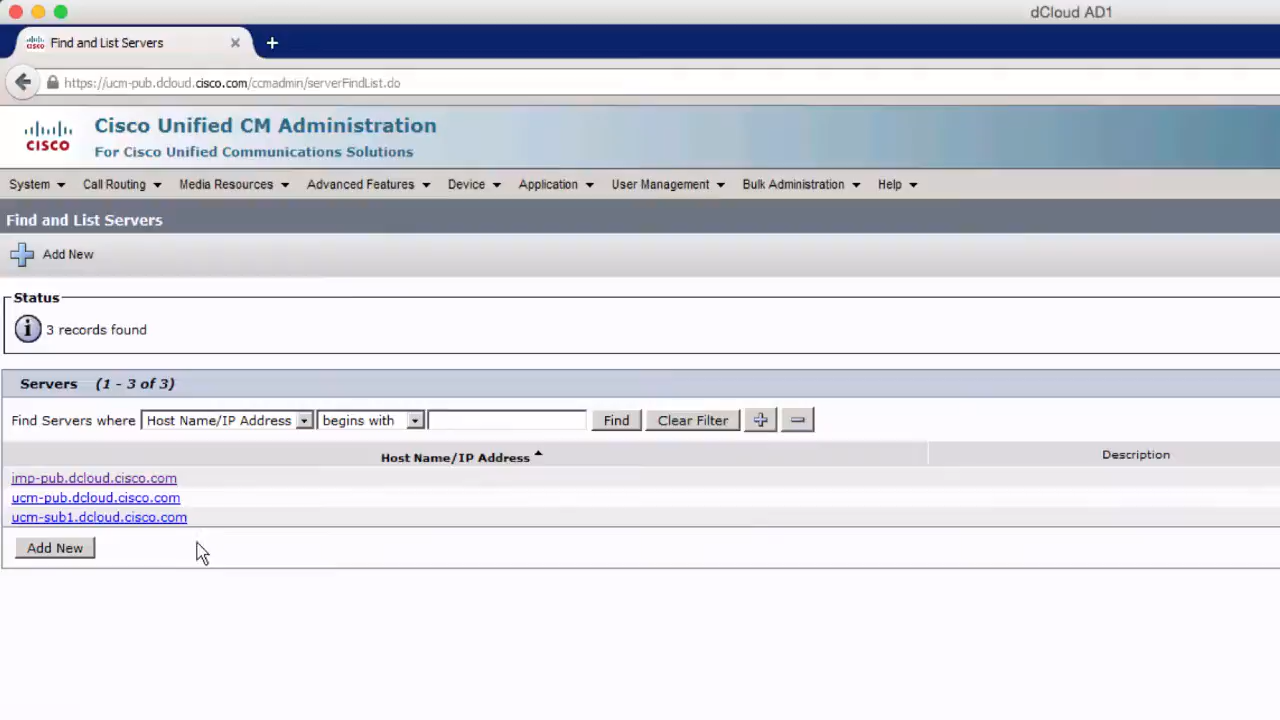 dCloud AD1
CISCO Find and List Servers
https://ucm-pub.dcloud.cisco.com/ccmadmin/serverFindList.do
CISCO
Cisco Unified CM Administration
For Cisco Unified Communications Solutions
System Call Routing Media Resources Advanced Features Device Application User Management Bulk Administration Help
Find and List Servers
Add New
Status
i 3 records found
Servers (1 - 3 of 3)
Find Servers where Host Name/IP Address begins with Find Clear Filter
Host Name/IP Address Description
imp-pub.dcloud.cisco.com
ucm-pub.dcloud.cisco.com
ucm-sub1.dcloud.cisco.com
Add New